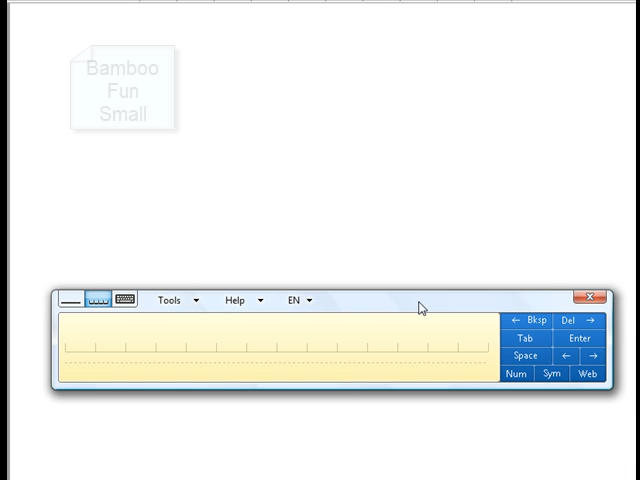 Bamboo
Fun
Small
Tools Help EN
← Bksp Del →
Tab Enter
Space ← →
Num Sym Web